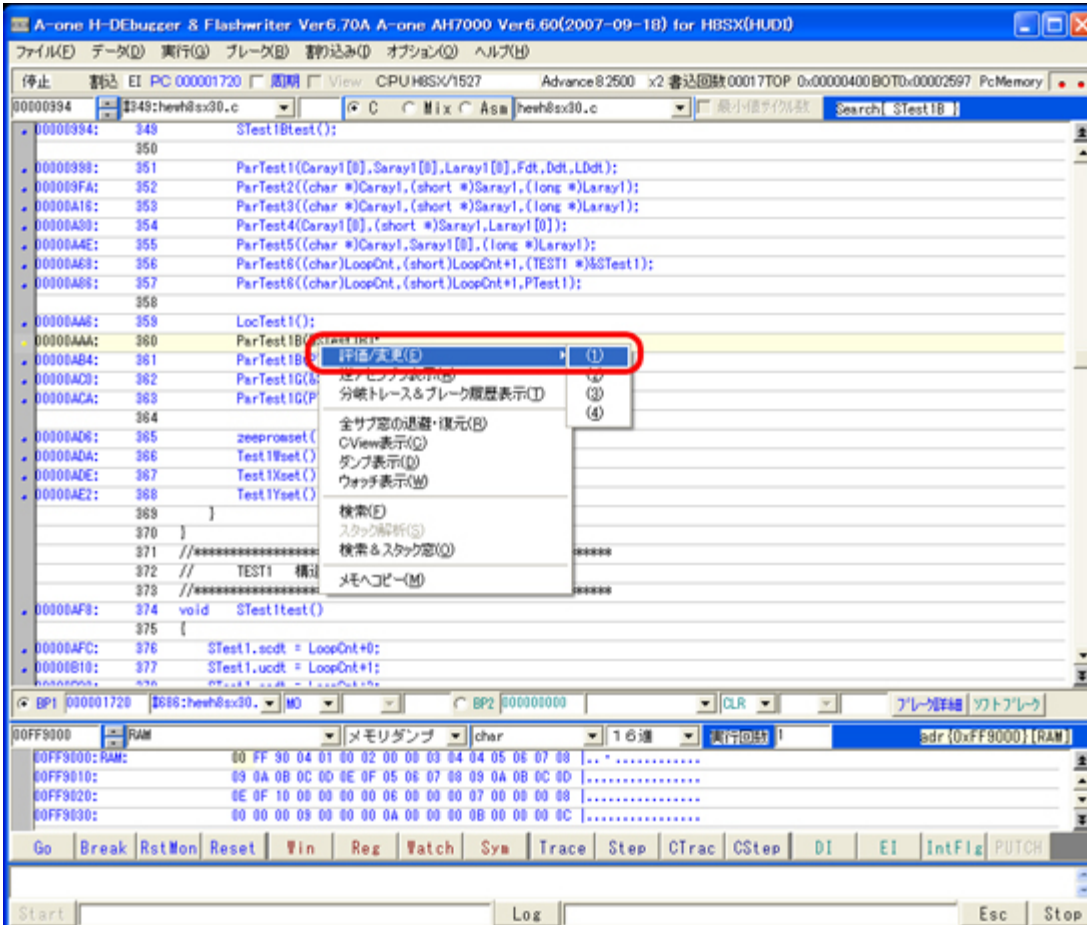 A-one H-DEbugger & Flashwriter Ver6.70A A-one AH7000 Ver6.60(2007-09-18) for H8SX(HUDI)
ファイル(F) データ(D) 実行(G) ブレーク(B) 割り込み(I) オプション(O) ヘルプ(H)
停止 割込 EI PC 000001720 周期 View CPU H8SX/1527 Advance 8.2500 x2 書込回数 00017 TOP 0x00000400 BOT0x00002597 PcMemory
00000994 $349:hewh8sx30.c C Mix Asm hewh8sx30.c 最小値サイクル数 Search[ STest1B ]
00000994: 349 STest1Btest();
350
00000998: 351 ParTest1(Caray1[0],Saray1[0],Laray1[0],Fdt,Ddt,LDdt);
000009FA: 352 ParTest2((char *)Caray1,(short *)Saray1,(long *)Laray1);
00000A16: 353 ParTest3((char *)Caray1,(short *)Saray1,(long *)Laray1);
00000A30: 354 ParTest4(Caray1[0],(short *)Saray1,Laray1[0]);
00000A4E: 355 ParTest5((char *)Caray1,Saray1[0],(long *)Laray1);
00000A68: 356 ParTest6((char)LoopCnt,(short)LoopCnt+1,(TEST1 *)&STest1);
00000A86: 357 ParTest6((char)LoopCnt,(short)LoopCnt+1,PTest1);
358
00000AA6: 359 LocTest1();
00000AAA: 360 ParTest1B(
00000AB4: 361 ParTest1B(
00000AC0: 362 ParTest1G(&
00000ACA: 363 ParTest1G(P
364
00000AD6: 365 zeepromset(
00000ADA: 366 Test1Wset()
00000ADE: 367 Test1Xset()
00000AE2: 368 Test1Yset()
369 }
370 }
371 //******************** *****
372 // TEST1 構造
373 //******************** *****
00000AF8: 374 void STest1test()
375 {
00000AFC: 376 STest1.scdt = LoopCnt+0;
00000B10: 377 STest1.ucdt = LoopCnt+1;
評価/変更(E) (1)
逆アセンブラ表示(A) (2)
分岐トレース&ブレーク履歴表示(T) (3)
(4)
全サブ窓の退避・復元(R)
CView表示(C)
ダンプ表示(D)
ウォッチ表示(W)
検索(F)
スタック解析(S)
検索&スタック窓(O)
メモへコピー(M)
BP1 000001720 $686:hewh8sx30. MO BP2 000000000 CLR ブレーク詳細 ソフトブレーク
00FF9000 RAM メモリダンプ char 16進 実行回数 1 adr{0xFF9000}[RAM]
00FF9000:RAM: 00 FF 90 04 01 00 02 00 00 03 04 04 05 06 07 08
00FF9010: 09 0A 0B 0C 0D 0E 0F 05 06 07 08 09 0A 0B 0C 0D
00FF9020: 0E 0F 10 00 00 00 00 06 00 00 00 07 00 00 00 08
00FF9030: 00 00 00 09 00 00 00 0A 00 00 00 0B 00 00 00 0C
Go Break RstMon Reset Win Reg Watch Sym Trace Step CTrac CStep DI EI IntFlg PUTCH
Start Log Esc Stop